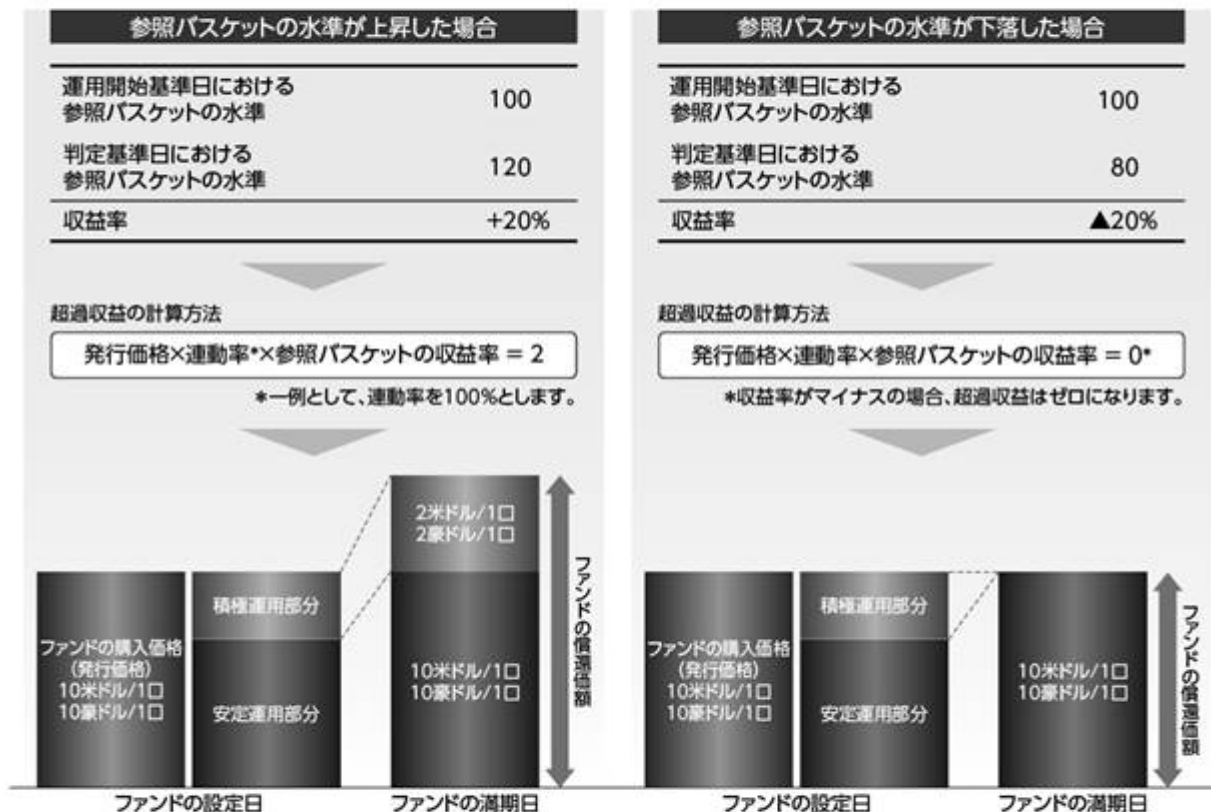 参照バスケットの水準が上昇した場合
運用開始基準日における
参照バスケットの水準
100
判定基準日における
参照バスケットの水準
120
収益率
+20%
超過収益の計算方法
発行価格×連動率*×参照バスケットの収益率 = 2
*一例として、連動率を100%とします。
2米ドル/1口
2豪ドル/1口
積極運用部分
ファンドの購入価格
(発行価格)
10米ドル/1口
10豪ドル/1口
安定運用部分
10米ドル/1口
10豪ドル/1口
ファンドの償還価額
ファンドの設定日
ファンドの満期日
参照バスケットの水準が下落した場合
運用開始基準日における
参照バスケットの水準
100
判定基準日における
参照バスケットの水準
80
収益率
▲20%
超過収益の計算方法
発行価格×連動率×参照バスケットの収益率 = 0*
*収益率がマイナスの場合、超過収益はゼロになります。
積極運用部分
ファンドの購入価格
(発行価格)
10米ドル/1口
10豪ドル/1口
安定運用部分
10米ドル/1口
10豪ドル/1口
ファンドの償還価額
ファンドの設定日
ファンドの満期日